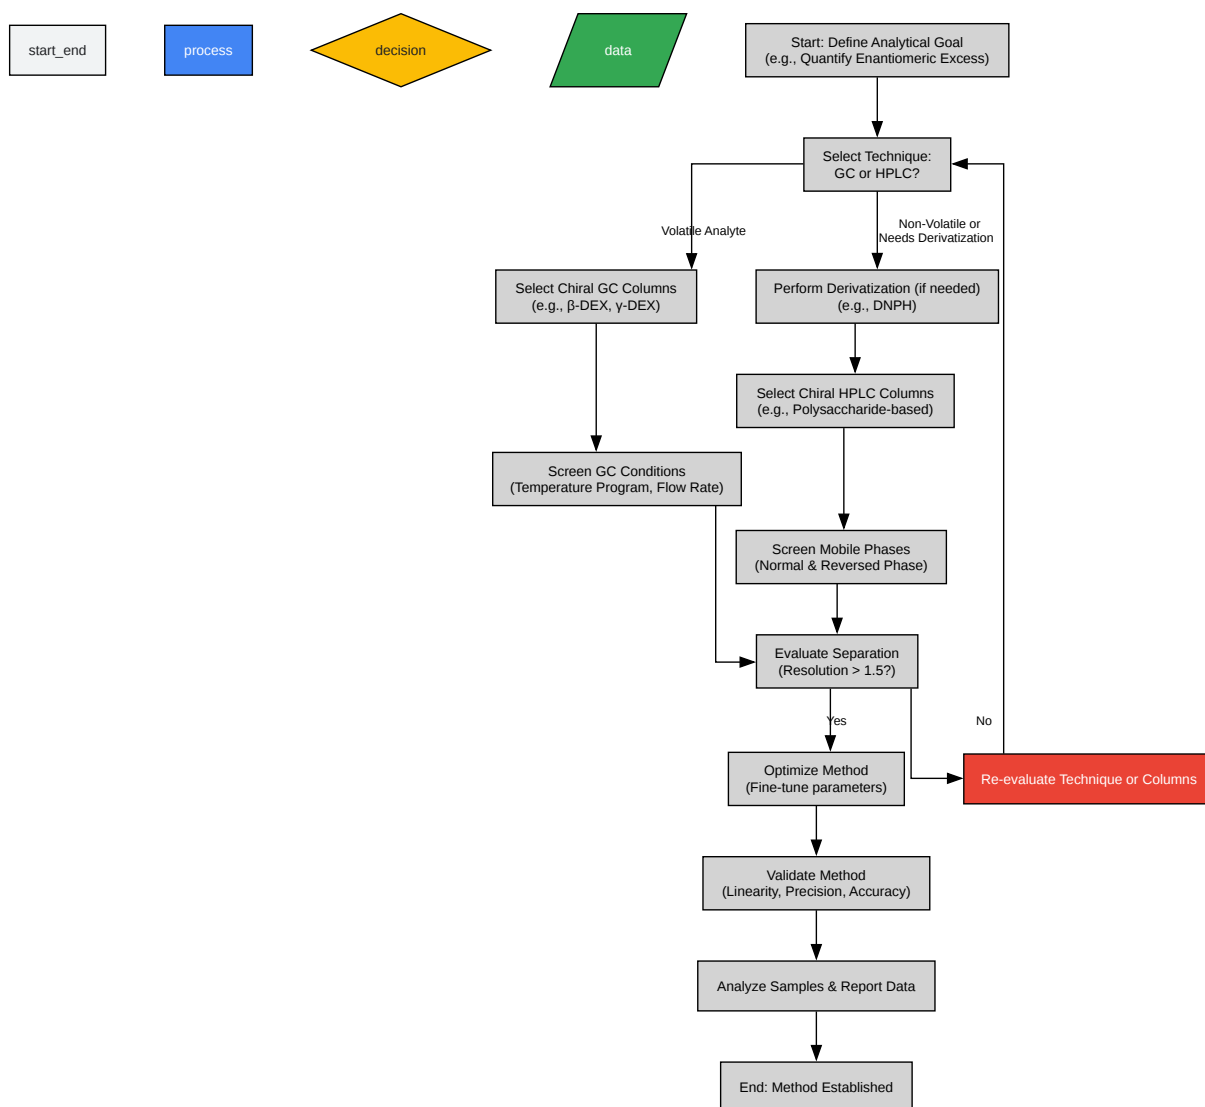 start_end
process
decision
data
Start: Define Analytical Goal
(e.g., Quantify Enantiomeric Excess)
Select Technique:
GC or HPLC?
Volatile Analyte
Non-Volatile or
Needs Derivatization
Select Chiral GC Columns
(e.g., β-DEX, γ-DEX)
Perform Derivatization (if needed)
(e.g., DNPH)
Select Chiral HPLC Columns
(e.g., Polysaccharide-based)
Screen GC Conditions
(Temperature Program, Flow Rate)
Screen Mobile Phases
(Normal & Reversed Phase)
Evaluate Separation
(Resolution > 1.5?)
Yes
No
Optimize Method
(Fine-tune parameters)
Re-evaluate Technique or Columns
Validate Method
(Linearity, Precision, Accuracy)
Analyze Samples & Report Data
End: Method Established